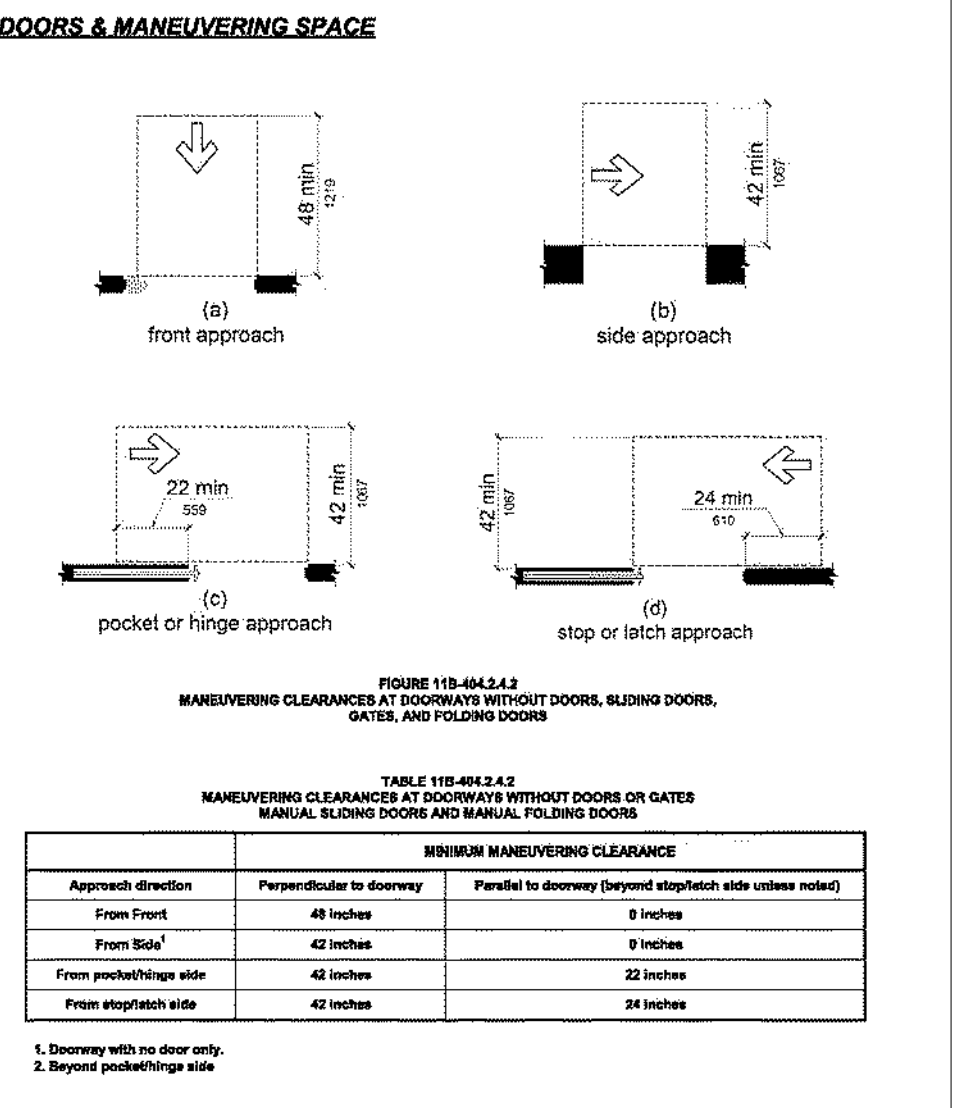 DOORS & MANEUVERING SPACE
48 min
1219
(a)
front approach
42 min
1067
(b)
side approach
22 min
559
42 min
1067
(c)
pocket or hinge approach
42 min
1067
24 min
610
(d)
stop or latch approach
FIGURE 11B-404.2.4.2
MANEUVERING CLEARANCES AT DOORWAYS WITHOUT DOORS, SLIDING DOORS,
GATES, AND FOLDING DOORS
TABLE 11B-404.2.4.2
MANEUVERING CLEARANCES AT DOORWAYS WITHOUT DOORS OR GATES
MANUAL SLIDING DOORS AND MANUAL FOLDING DOORS
MINIMUM MANEUVERING CLEARANCE
Approach direction Perpendicular to doorway Parallel to doorway (beyond stop/latch side unless noted)
From Front 48 inches 0 inches
From Side1 42 inches 0 inches
From pocket/hinge side 42 inches 22 inches
From stop/latch side 42 inches 24 inches
1. Doorway with no door only.
2. Beyond pocket/hinge side